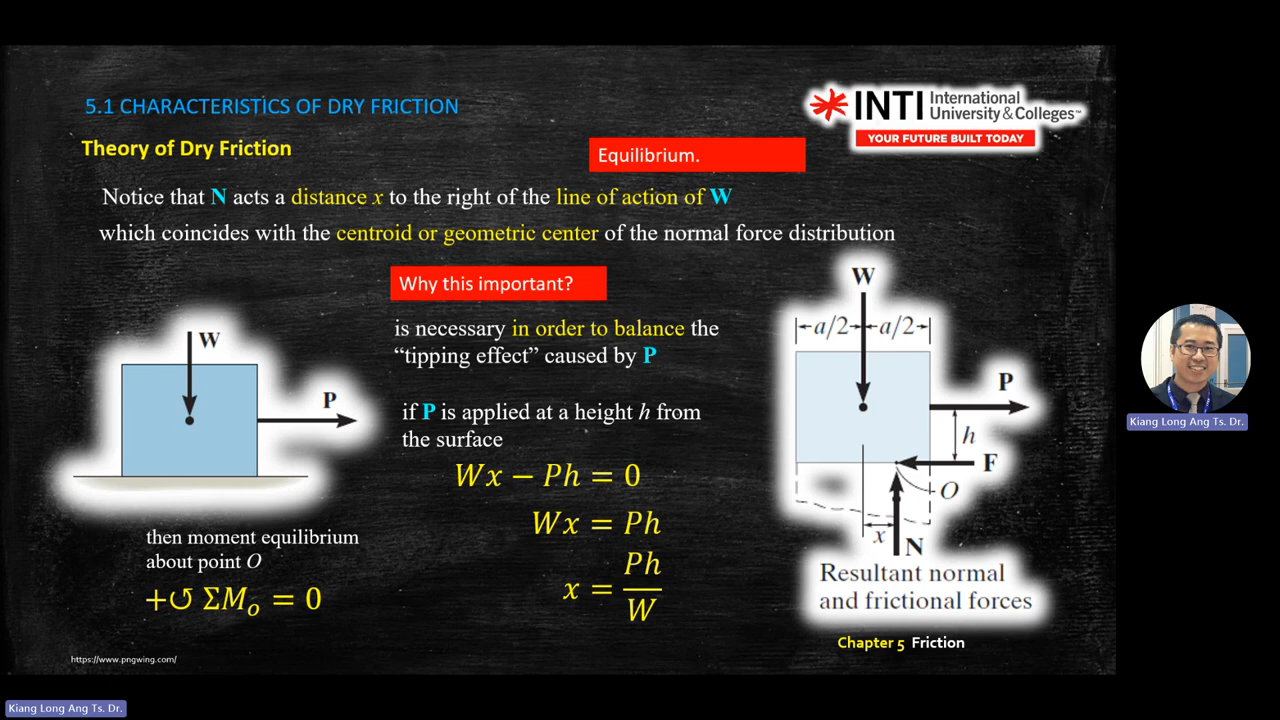 5.1 CHARACTERISTICS OF DRY FRICTION
INTI International
University & Colleges™
YOUR FUTURE BUILT TODAY
Theory of Dry Friction
Equilibrium.
Notice that N acts a distance x to the right of the line of action of W
which coincides with the centroid or geometric center of the normal force distribution
Why this important?
is necessary in order to balance the
“tipping effect” caused by P
if P is applied at a height h from
the surface
Wx − Ph = 0
Wx = Ph
x = Ph/W
W
P
then moment equilibrium
about point O
+↺ ΣMₒ = 0
W
a/2 a/2
P
h
F
O
x
N
Resultant normal
and frictional forces
Chapter 5 Friction
https://www.pngwing.com/
Kiang Long Ang Ts. Dr.
Kiang Long Ang Ts. Dr.